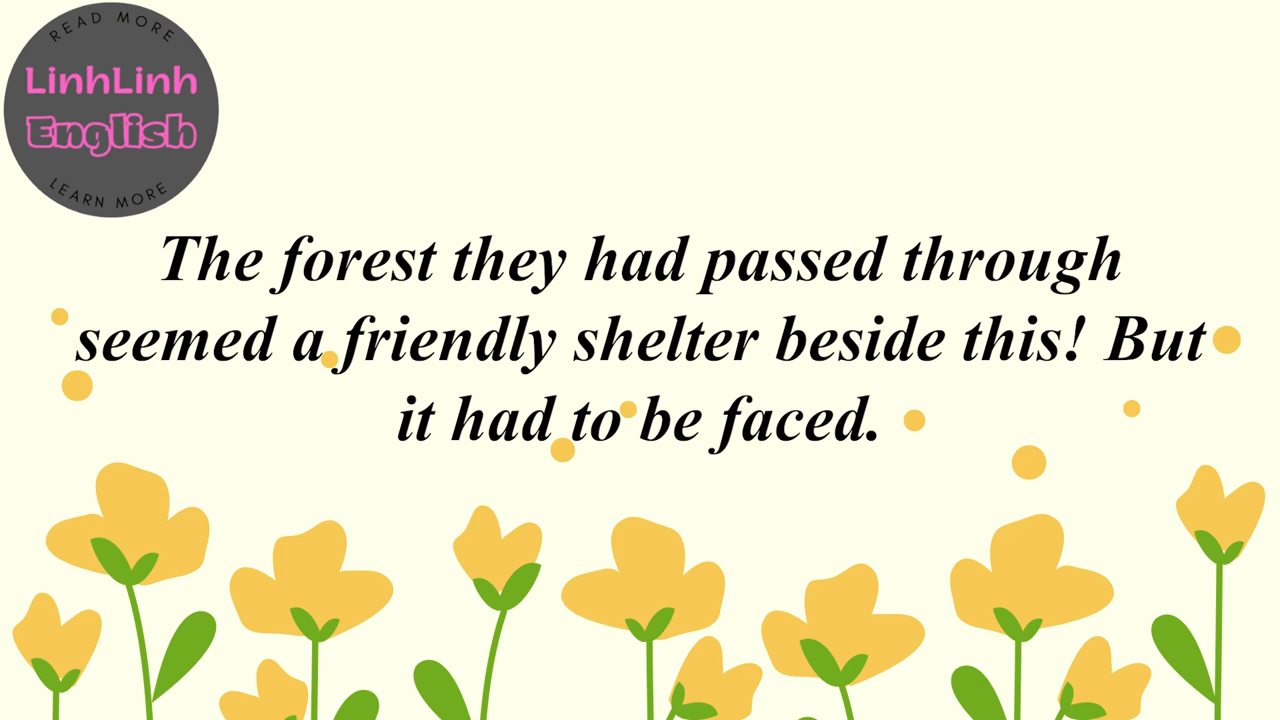 READ MORE
LinhLinh
English
LEARN MORE
The forest they had passed through
seemed a friendly shelter beside this! But
it had to be faced.